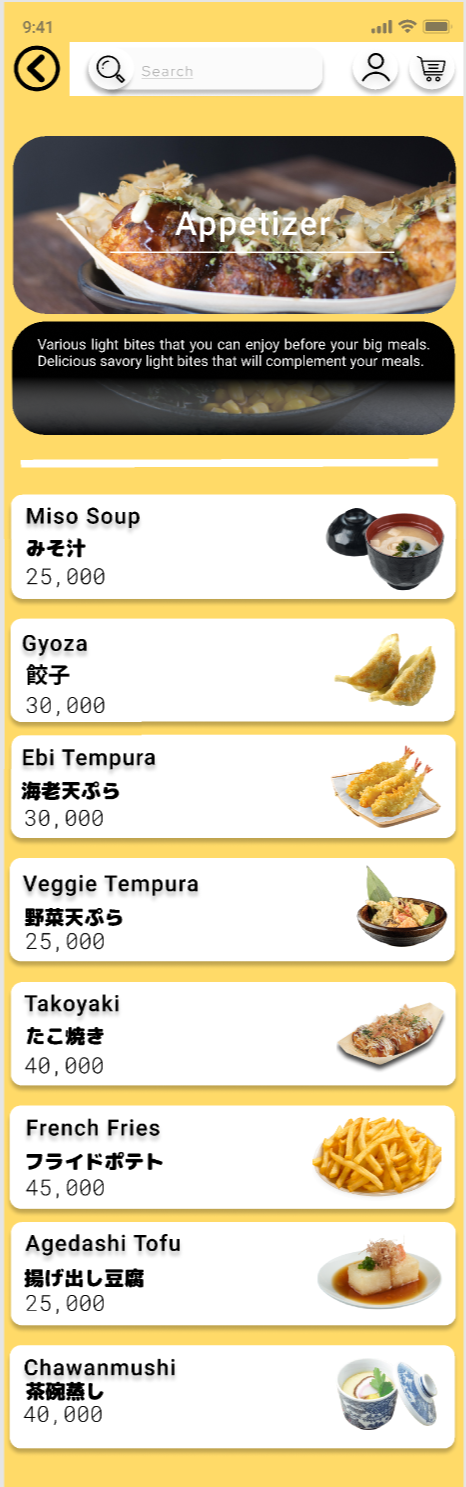 9:41
Search
Appetizer
Various light bites that you can enjoy before your big meals.
Delicious savory light bites that will complement your meals.
Miso Soup
みそ汁
25,000
Gyoza
餃子
30,000
Ebi Tempura
海老天ぷら
30,000
Veggie Tempura
野菜天ぷら
25,000
Takoyaki
たこ焼き
40,000
French Fries
フライドポテト
45,000
Agedashi Tofu
揚げ出し豆腐
25,000
Chawanmushi
茶碗蒸し
40,000